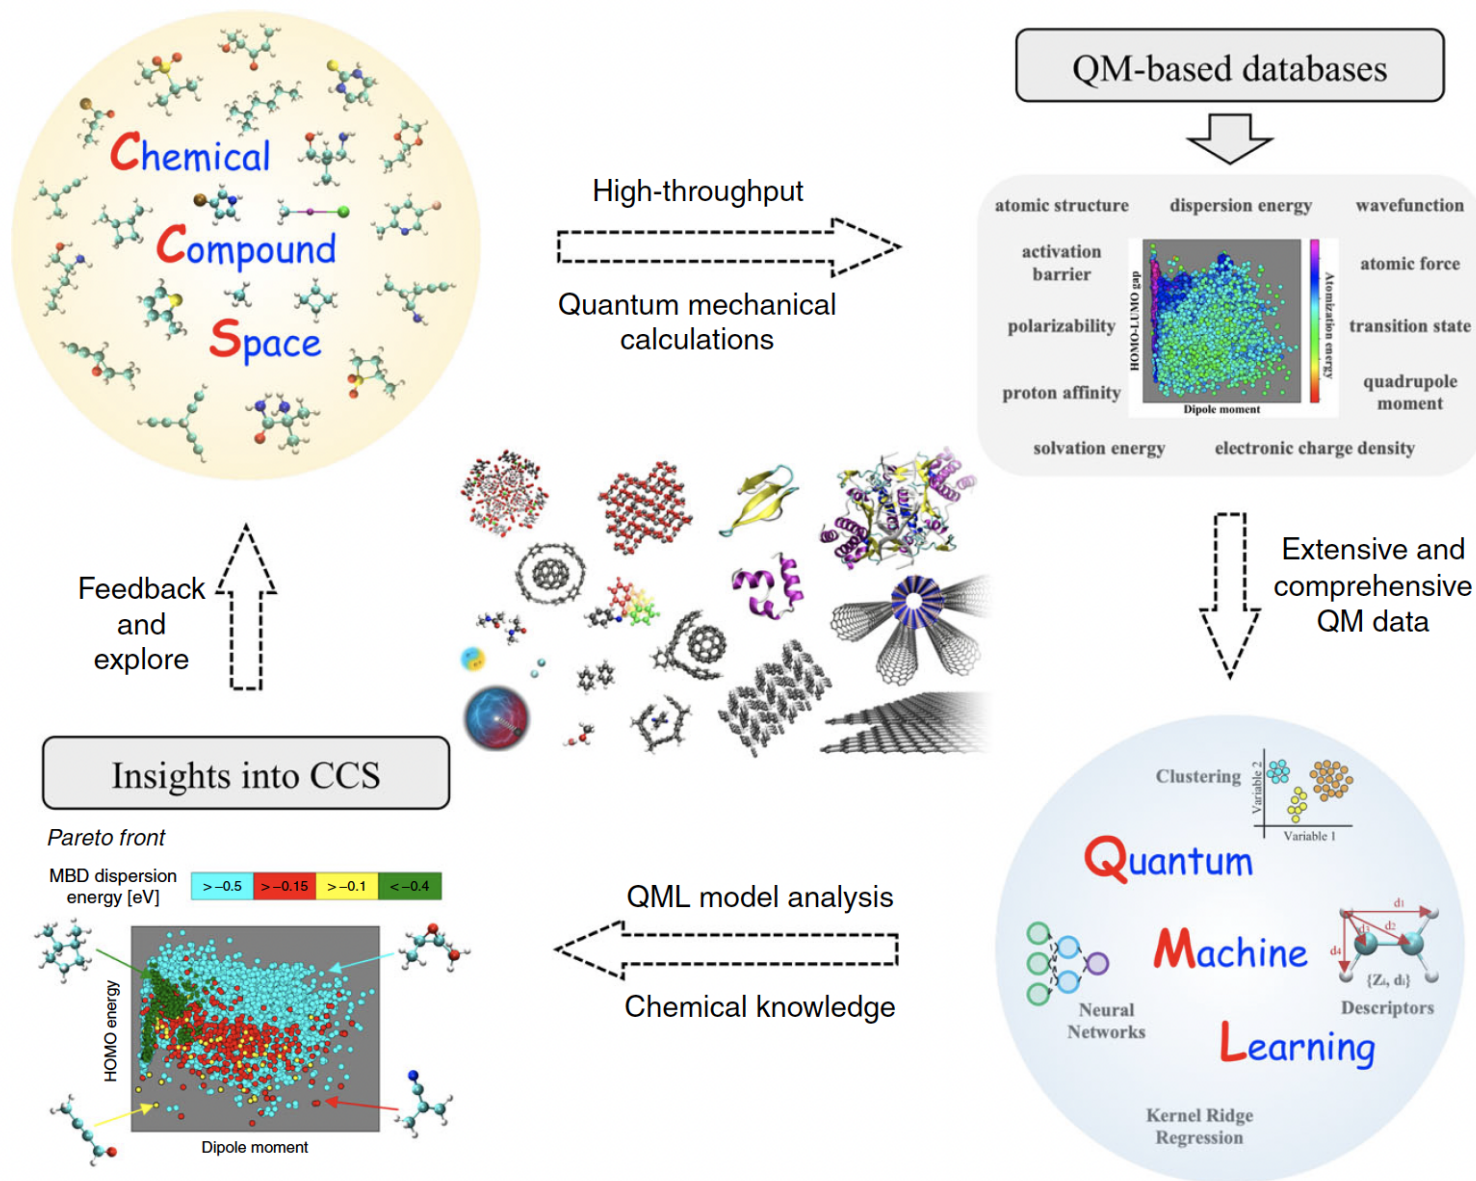 Chemical
Compound
Space
High-throughput
Quantum mechanical
calculations
QM-based databases
atomic structure
dispersion energy
wavefunction
activation
barrier
atomic force
polarizability
transition state
proton affinity
quadrupole
moment
solvation energy
electronic charge density
HOMO-LUMO gap
Dipole moment
Atomization energy
Extensive and
comprehensive
QM data
Feedback
and
explore
Insights into CCS
Pareto front
MBD dispersion
energy [eV]
>−0.5
>−0.15
>−0.1
<−0.4
HOMO energy
Dipole moment
QML model analysis
Chemical knowledge
Clustering
Variable 2
Variable 1
Quantum
Machine
Learning
Neural
Networks
d1
d2
d3
d4
{Zᵢ, dᵢ}
Descriptors
Kernel Ridge
Regression